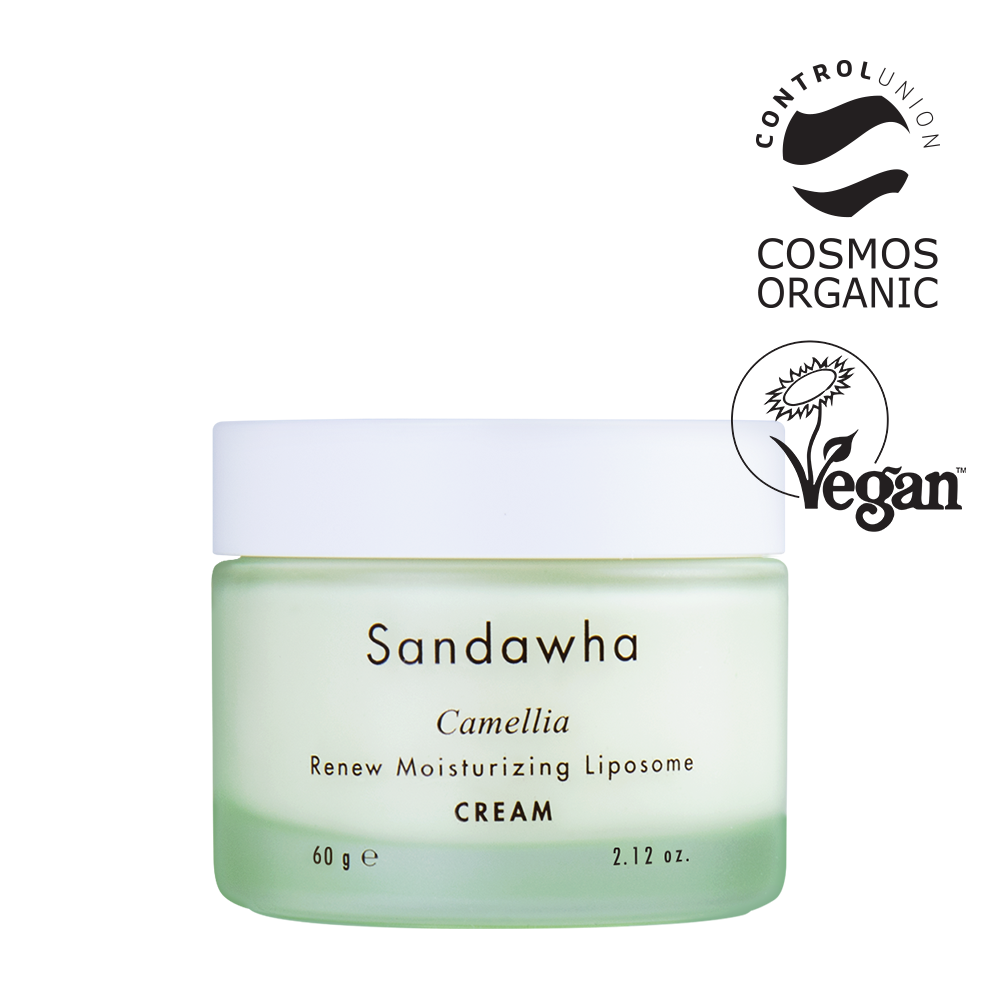 CONTROLUNION
COSMOS
ORGANIC
Vegan™
Sandawha
Camellia
Renew Moisturizing Liposome
CREAM
60 g ℮
2.12 oz.